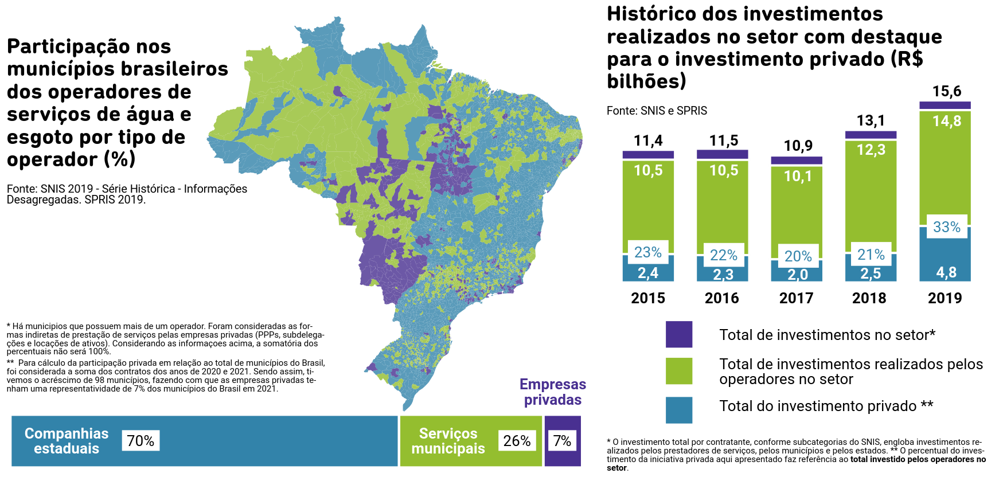 Participação nos
municípios brasileiros
dos operadores de
serviços de água e
esgoto por tipo de
operador (%)
Fonte: SNIS 2019 - Série Histórica - Informações
Desagregadas. SPRIS 2019.
* Há municipios que possuem mais de um operador. Foram consideradas as for-
mas indiretas de prestação de serviços pelas empresas privadas (PPPs, subdelega-
ções e locações de ativos). Considerando as informaçoes acima, a somatória dos
percentuais não será 100%.
** Para cálculo da participação privada em relação ao total de municípios do Brasil,
foi considerada a soma dos contratos dos anos de 2020 e 2021. Sendo assim, ti-
vemos o acréscimo de 98 municípios, fazendo com que as empresas privadas te-
nham uma representatividade de 7% dos municípios do Brasil em 2021.
Empresas
privadas
Companhias
estaduais
70%
Serviços
municipais
26%
7%
Histórico dos investimentos
realizados no setor com destaque
para o investimento privado (R$
bilhões)
Fonte: SNIS e SPRIS
11,4
10,5
23%
2,4
2015
11,5
10,5
22%
2,3
2016
10,9
10,1
20%
2,0
2017
13,1
12,3
21%
2,5
2018
15,6
14,8
33%
4,8
2019
Total de investimentos no setor*
Total de investimentos realizados pelos
operadores no setor
Total do investimento privado **
* O investimento total por contratante, conforme subcategorias do SNIS, engloba investimentos re-
alizados pelos prestadores de serviços, pelos municípios e pelos estados. ** O percentual do inves-
timento da iniciativa privada aqui apresentado faz referência ao total investido pelos operadores no
setor.